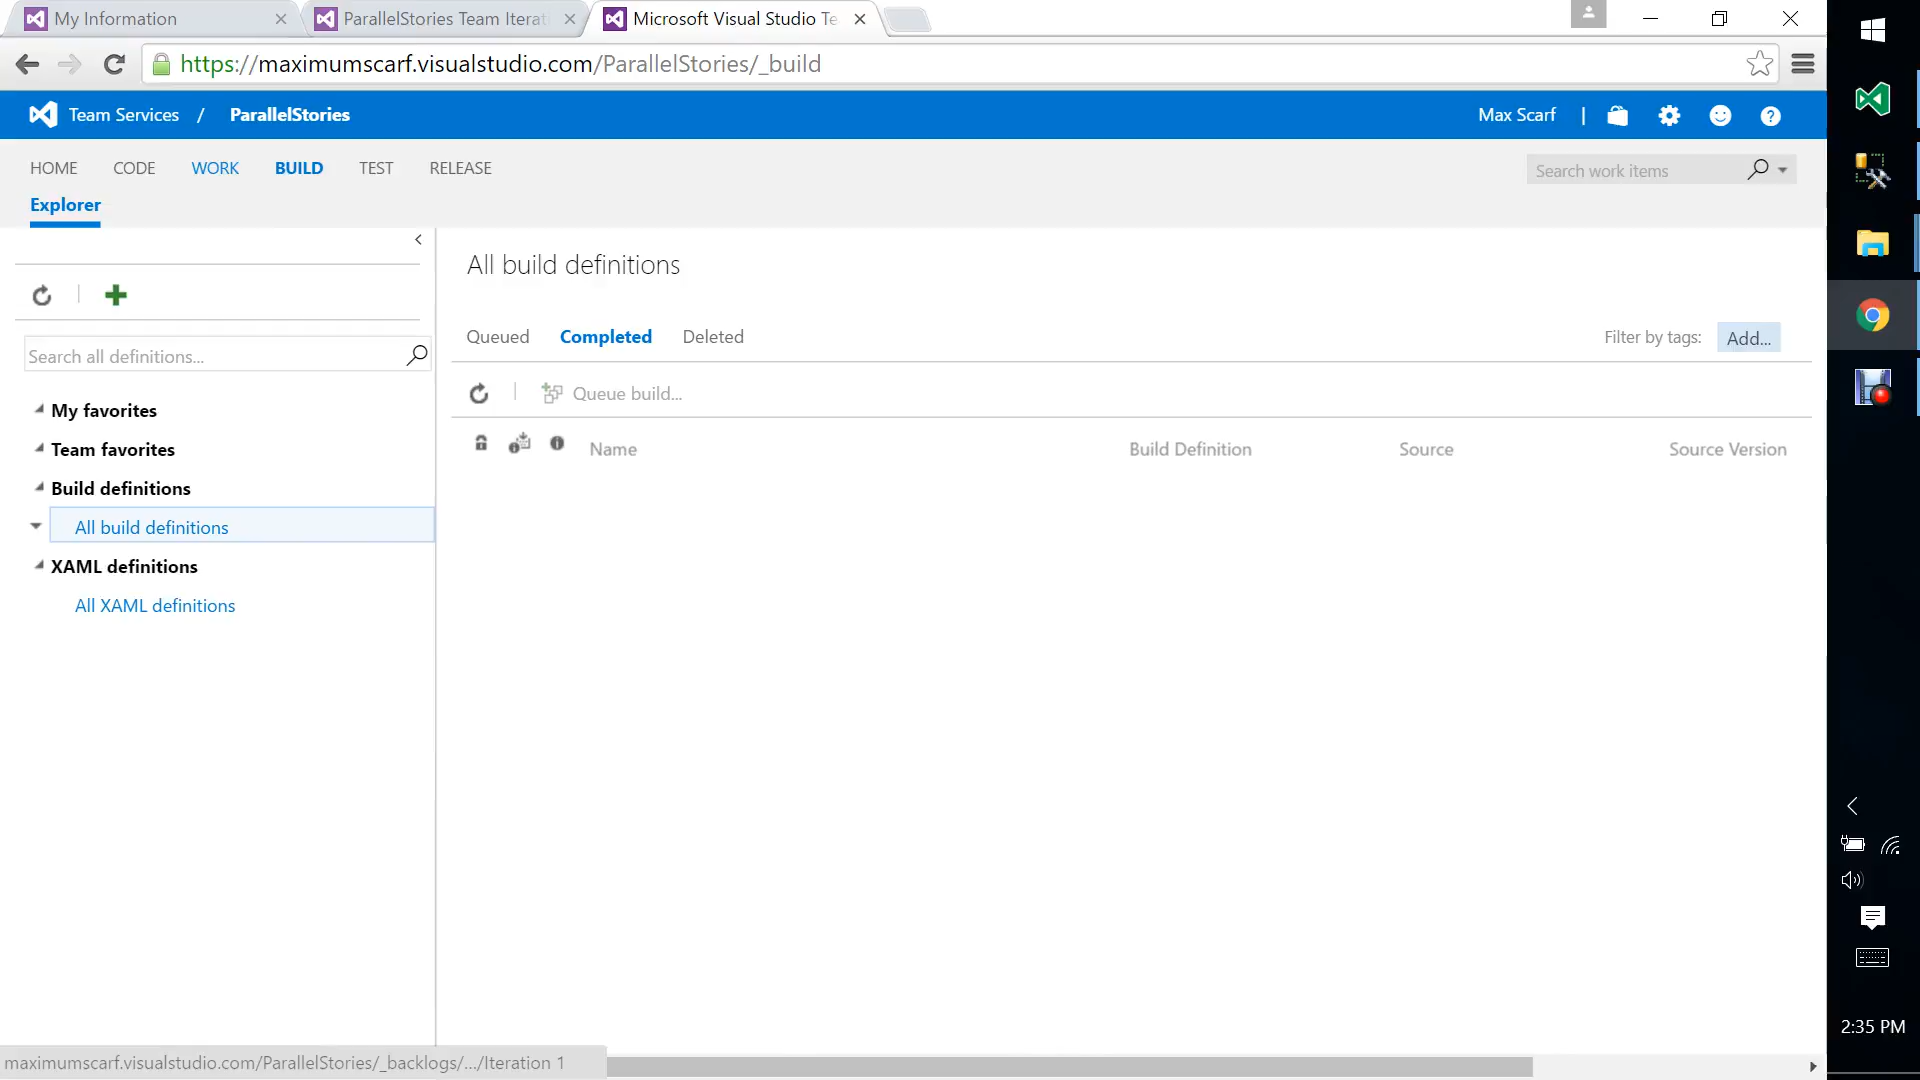 My Information
ParallelStories Team Iterati
Microsoft Visual Studio Te
https://maximumscarf.visualstudio.com/ParallelStories/_build
Team Services / ParallelStories
Max Scarf |
HOME CODE WORK BUILD TEST RELEASE
Search work items
Explorer
All build definitions
Search all definitions...
Queued Completed Deleted
Filter by tags: Add...
Queue build...
My favorites
Team favorites
Build definitions
All build definitions
XAML definitions
All XAML definitions
Name Build Definition Source Source Version
maximumscarf.visualstudio.com/ParallelStories/_backlogs/.../Iteration 1
2:35 PM